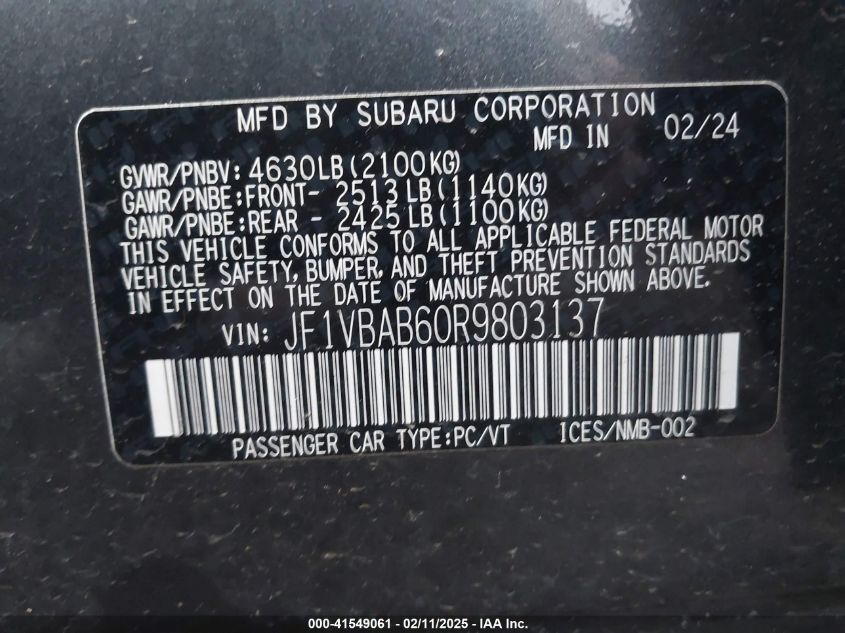 MFD BY SUBARU CORPORATION
MFD IN 02/24
GVWR/PNBV: 4630LB(2100KG)
GAWR/PNBE:FRONT- 2513LB(1140KG)
GAWR/PNBE:REAR - 2425LB(1100KG)
THIS VEHICLE CONFORMS TO ALL APPLICABLE FEDERAL MOTOR
VEHICLE SAFETY, BUMPER, AND THEFT PREVENTION STANDARDS
IN EFFECT ON THE DATE OF MANUFACTURE SHOWN ABOVE.
VIN: JF1VBAB60R9803137
PASSENGER CAR TYPE:PC/VT ICES/NMB-002
000-41549061 - 02/11/2025 - IAA Inc.